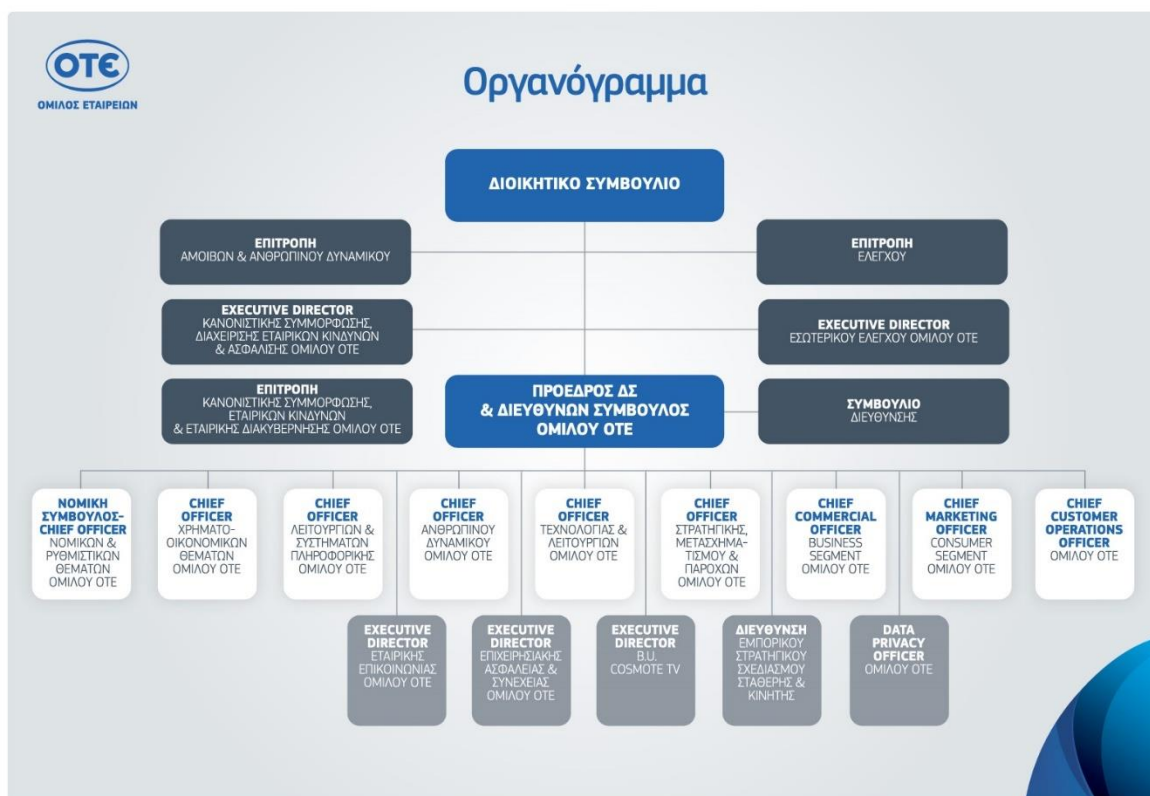 ΟΤΕ
ΟΜΙΛΟΣ ΕΤΑΙΡΕΙΩΝ
Οργανόγραμμα
ΔΙΟΙΚΗΤΙΚΟ ΣΥΜΒΟΥΛΙΟ
ΕΠΙΤΡΟΠΗ
ΑΜΟΙΒΩΝ & ΑΝΘΡΩΠΙΝΟΥ ΔΥΝΑΜΙΚΟΥ
ΕΠΙΤΡΟΠΗ
ΕΛΕΓΧΟΥ
EXECUTIVE DIRECTOR
ΚΑΝΟΝΙΣΤΙΚΗΣ ΣΥΜΜΟΡΦΩΣΗΣ,
ΔΙΑΧΕΙΡΙΣΗΣ ΕΤΑΙΡΙΚΩΝ ΚΙΝΔΥΝΩΝ
& ΑΣΦΑΛΙΣΗΣ ΟΜΙΛΟΥ ΟΤΕ
EXECUTIVE DIRECTOR
ΕΣΩΤΕΡΙΚΟΥ ΕΛΕΓΧΟΥ ΟΜΙΛΟΥ ΟΤΕ
ΕΠΙΤΡΟΠΗ
ΚΑΝΟΝΙΣΤΙΚΗΣ ΣΥΜΜΟΡΦΩΣΗΣ,
ΕΤΑΙΡΙΚΩΝ ΚΙΝΔΥΝΩΝ
& ΕΤΑΙΡΙΚΗΣ ΔΙΑΚΥΒΕΡΝΗΣΗΣ ΟΜΙΛΟΥ ΟΤΕ
ΠΡΟΕΔΡΟΣ ΔΣ
& ΔΙΕΥΘΥΝΩΝ ΣΥΜΒΟΥΛΟΣ
ΟΜΙΛΟΥ ΟΤΕ
ΣΥΜΒΟΥΛΙΟ
ΔΙΕΥΘΥΝΣΗΣ
ΝΟΜΙΚΗ
ΣΥΜΒΟΥΛΟΣ-
CHIEF OFFICER
ΝΟΜΙΚΩΝ &
ΡΥΘΜΙΣΤΙΚΩΝ
ΘΕΜΑΤΩΝ
ΟΜΙΛΟΥ ΟΤΕ
CHIEF
OFFICER
ΧΡΗΜΑΤΟ-
ΟΙΚΟΝΟΜΙΚΩΝ
ΘΕΜΑΤΩΝ
ΟΜΙΛΟΥ ΟΤΕ
CHIEF
OFFICER
ΛΕΙΤΟΥΡΓΙΩΝ &
ΣΥΣΤΗΜΑΤΩΝ
ΠΛΗΡΟΦΟΡΙΚΗΣ
ΟΜΙΛΟΥ ΟΤΕ
CHIEF
OFFICER
ΑΝΘΡΩΠΙΝΟΥ
ΔΥΝΑΜΙΚΟΥ
ΟΜΙΛΟΥ ΟΤΕ
CHIEF
OFFICER
ΤΕΧΝΟΛΟΓΙΑΣ &
ΛΕΙΤΟΥΡΓΙΩΝ
ΟΜΙΛΟΥ ΟΤΕ
CHIEF
OFFICER
ΣΤΡΑΤΗΓΙΚΗΣ,
ΜΕΤΑΣΧΗΜΑ-
ΤΙΣΜΟΥ &
ΠΑΡΟΧΩΝ
ΟΜΙΛΟΥ ΟΤΕ
CHIEF
COMMERCIAL
OFFICER
BUSINESS
SEGMENT
ΟΜΙΛΟΥ ΟΤΕ
CHIEF
MARKETING
OFFICER
CONSUMER
SEGMENT
ΟΜΙΛΟΥ ΟΤΕ
CHIEF
CUSTOMER
OPERATIONS
OFFICER
ΟΜΙΛΟΥ ΟΤΕ
EXECUTIVE
DIRECTOR
ΕΤΑΙΡΙΚΗΣ
ΕΠΙΚΟΙΝΩΝΙΑΣ
ΟΜΙΛΟΥ ΟΤΕ
EXECUTIVE
DIRECTOR
ΕΠΙΧΕΙΡΗΣΙΑΚΗΣ
ΑΣΦΑΛΕΙΑΣ &
ΣΥΝΕΧΕΙΑΣ
ΟΜΙΛΟΥ ΟΤΕ
EXECUTIVE
DIRECTOR
B.U.
COSMOTE TV
ΔΙΕΥΘΥΝΣΗ
ΕΜΠΟΡΙΚΟΥ
ΣΤΡΑΤΗΓΙΚΟΥ
ΣΧΕΔΙΑΣΜΟΥ
ΣΤΑΘΕΡΗΣ &
ΚΙΝΗΤΗΣ
DATA
PRIVACY
OFFICER
ΟΜΙΛΟΥ ΟΤΕ